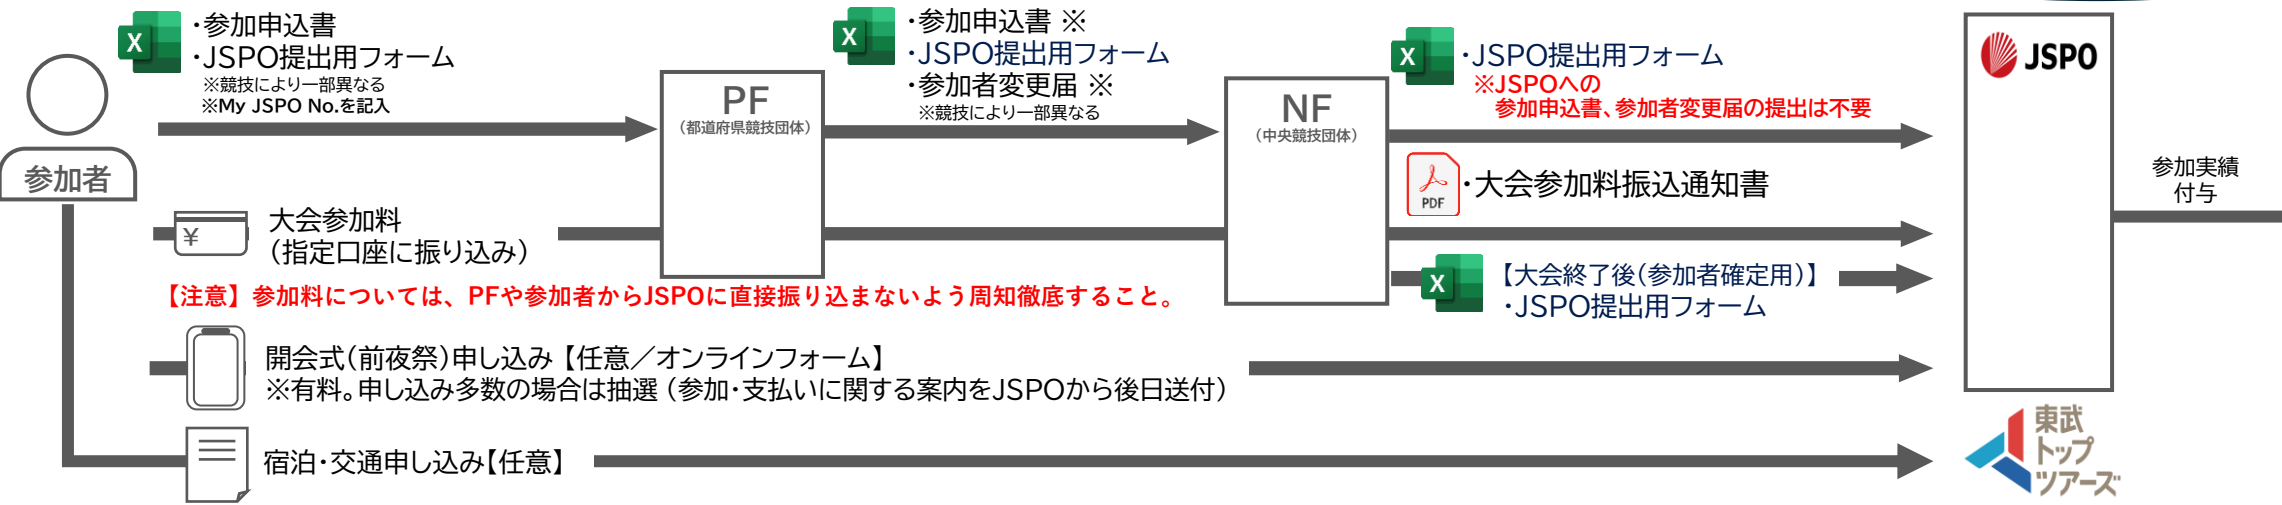 ・参加申込書
・JSPO提出用フォーム
※競技により一部異なる
※My JSPO No.を記入
参加者
PF
(都道府県競技団体)
・参加申込書 ※
・JSPO提出用フォーム
・参加者変更届 ※
※競技により一部異なる
NF
(中央競技団体)
・JSPO提出用フォーム
※JSPOへの
参加申込書、参加者変更届の提出は不要
PDF
・大会参加料振込通知書
JSPO
参加実績
付与
¥
大会参加料
(指定口座に振り込み)
【注意】参加料については、PFや参加者からJSPOに直接振り込まないよう周知徹底すること。
【大会終了後(参加者確定用)】
・JSPO提出用フォーム
開会式(前夜祭)申し込み【任意／オンラインフォーム】
※有料。申し込み多数の場合は抽選(参加・支払いに関する案内をJSPOから後日送付)
宿泊・交通申し込み【任意】
東武
トップ
ツアーズ